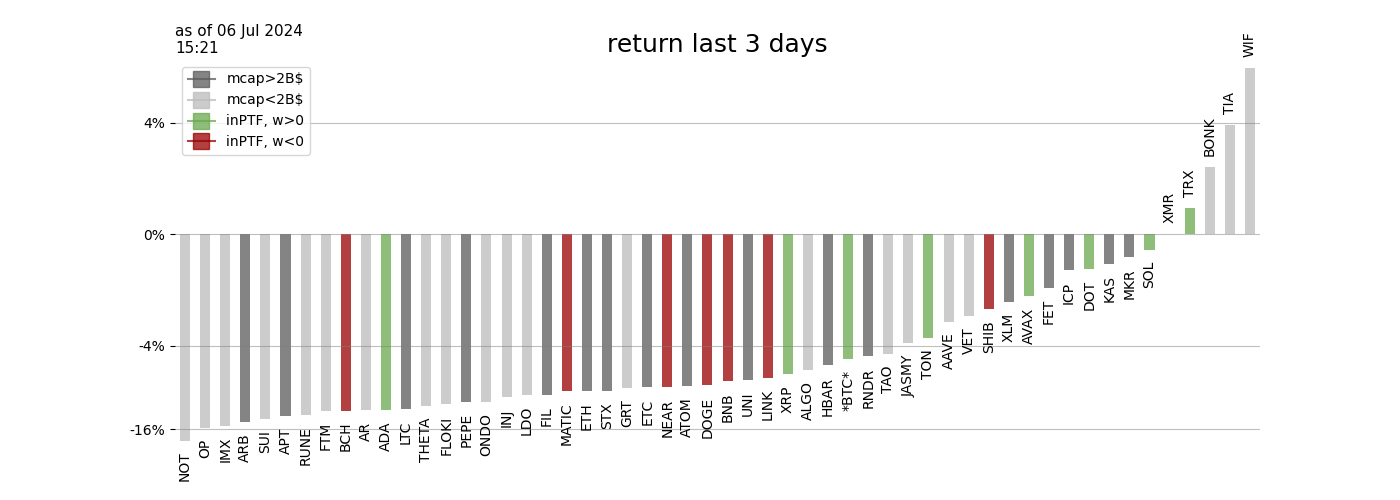 as of 06 Jul 2024
15:21
return last 3 days
mcap>2B$
mcap<2B$
inPTF, w>0
inPTF, w<0
4%
0%
-4%
-16%
NOT
OP
IMX
ARB
SUI
APT
RUNE
FTM
BCH
AR
ADA
LTC
THETA
FLOKI
PEPE
ONDO
INJ
LDO
FIL
MATIC
ETH
STX
GRT
ETC
NEAR
ATOM
DOGE
BNB
UNI
LINK
XRP
ALGO
HBAR
*BTC*
RNDR
TAO
JASMY
TON
AAVE
VET
SHIB
XLM
AVAX
FET
ICP
DOT
KAS
MKR
SOL
XMR
TRX
BONK
TIA
WIF